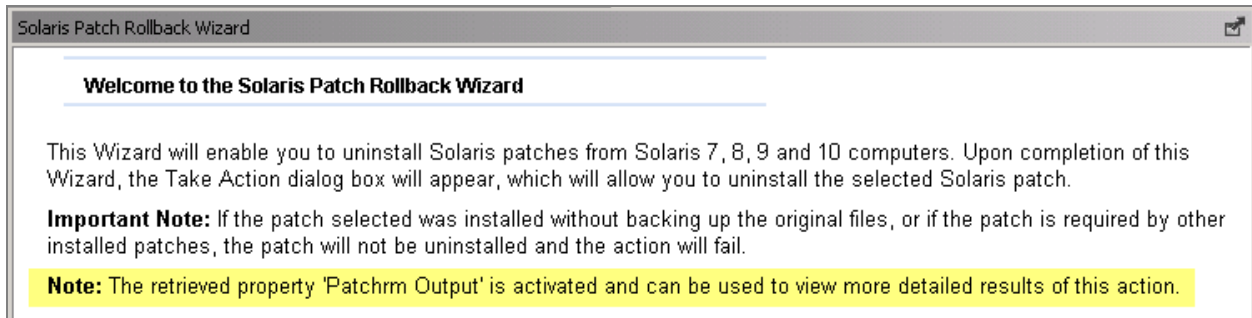 Solaris Patch Rollback Wizard
Welcome to the Solaris Patch Rollback Wizard
This Wizard will enable you to uninstall Solaris patches from Solaris 7, 8, 9 and 10 computers. Upon completion of this
Wizard, the Take Action dialog box will appear, which will allow you to uninstall the selected Solaris patch.
Important Note: If the patch selected was installed without backing up the original files, or if the patch is required by other
installed patches, the patch will not be uninstalled and the action will fail.
Note: The retrieved property 'Patchrm Output' is activated and can be used to view more detailed results of this action.